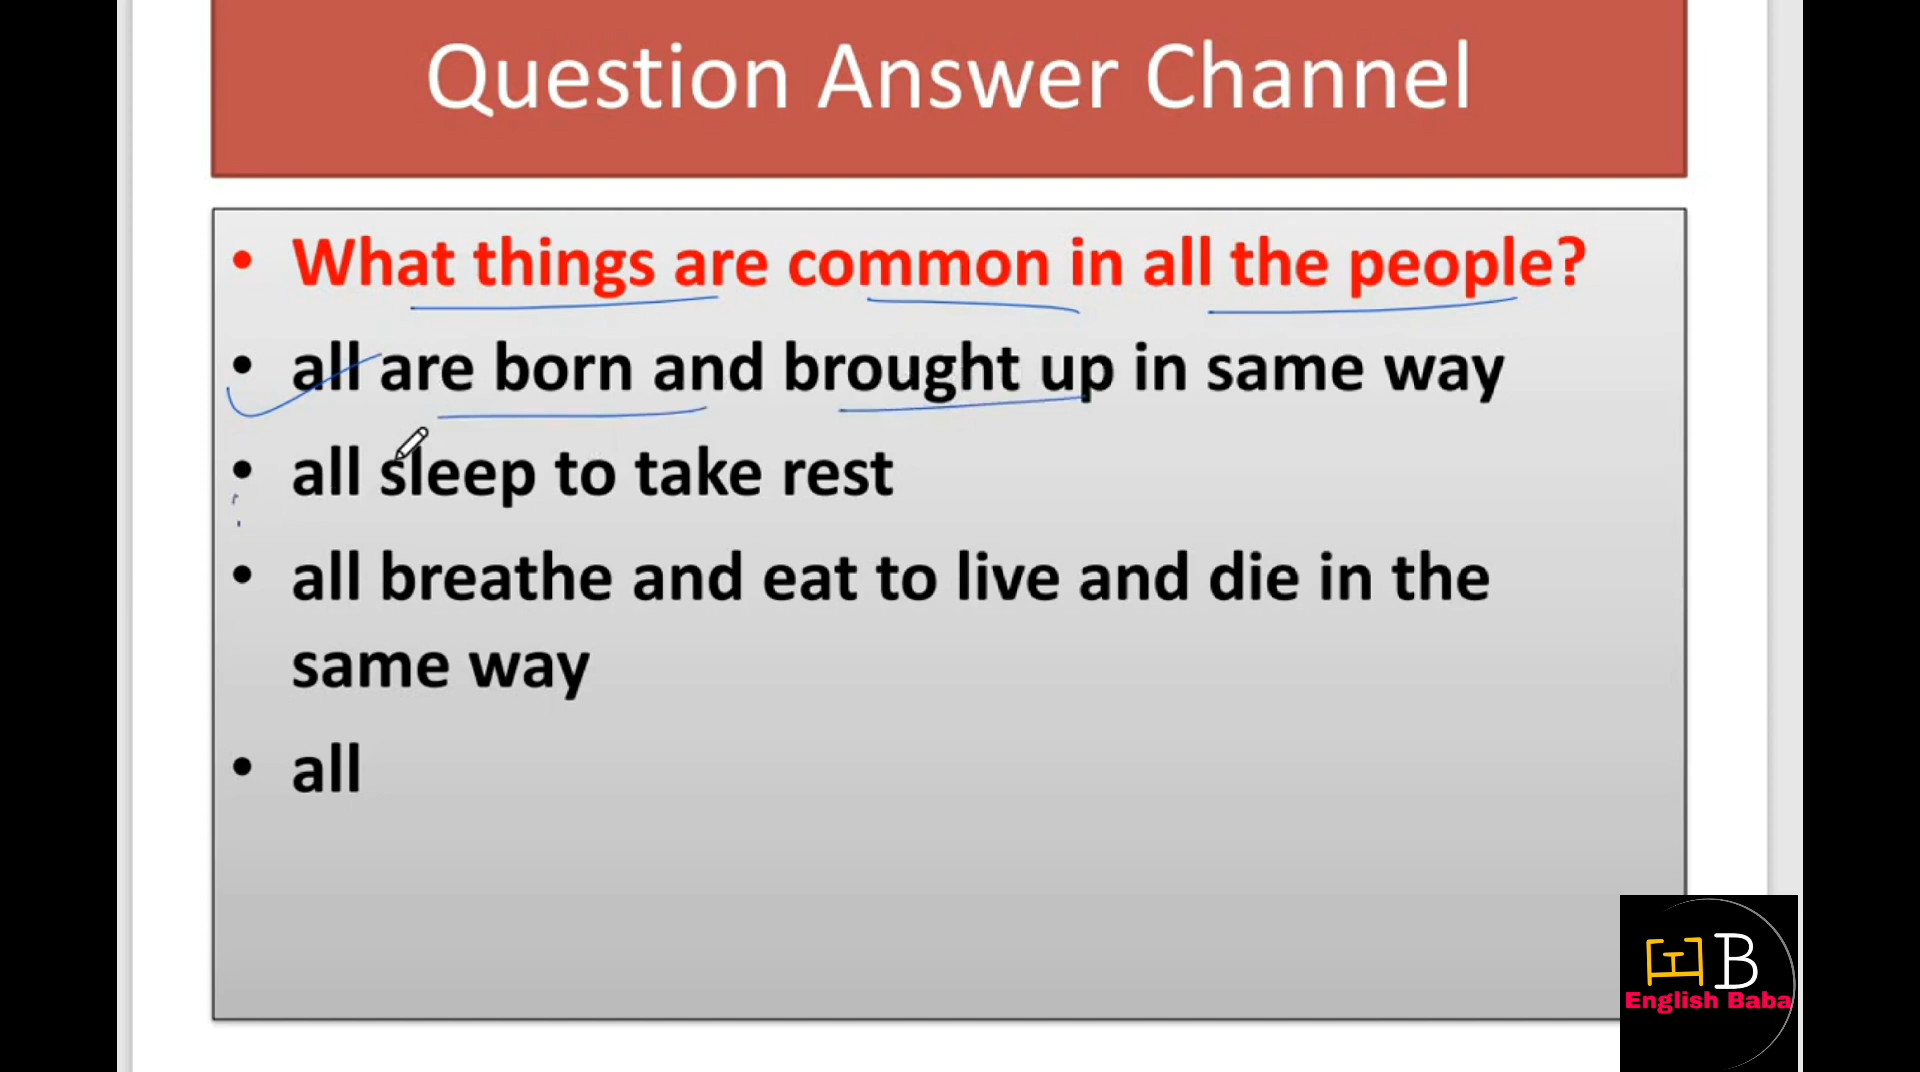 Question Answer Channel
• What things are common in all the people?
• all are born and brought up in same way
• all sleep to take rest
• all breathe and eat to live and die in the
same way
• all
EB
English Baba